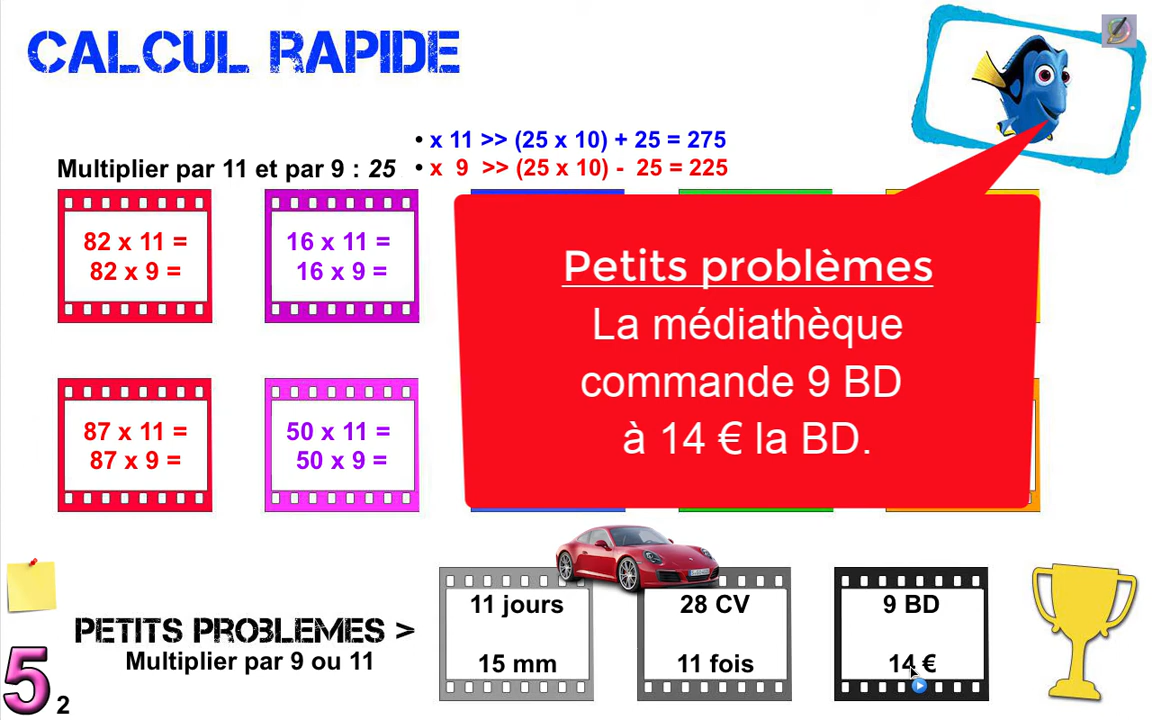 CALCUL RAPIDE
• x 11 >> (25 x 10) + 25 = 275
Multiplier par 11 et par 9 : 25 • x 9 >> (25 x 10) - 25 = 225
82 x 11 =
82 x 9 =
16 x 11 =
16 x 9 =
Petits problèmes
La médiathèque
commande 9 BD
à 14 € la BD.
87 x 11 =
87 x 9 =
50 x 11 =
50 x 9 =
PETITS PROBLEMES >
Multiplier par 9 ou 11
11 jours
15 mm
28 CV
11 fois
9 BD
14 €
5
2